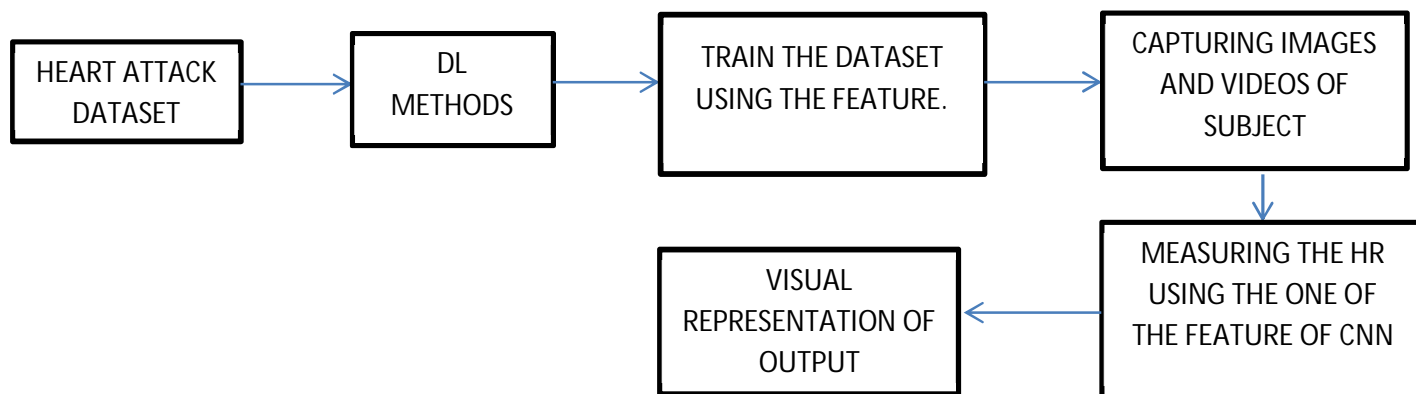 HEART ATTACK
DATASET
DL
METHODS
TRAIN THE DATASET
USING THE FEATURE.
CAPTURING IMAGES
AND VIDEOS OF
SUBJECT
MEASURING THE HR
USING THE ONE OF
THE FEATURE OF CNN
VISUAL
REPRESENTATION OF
OUTPUT